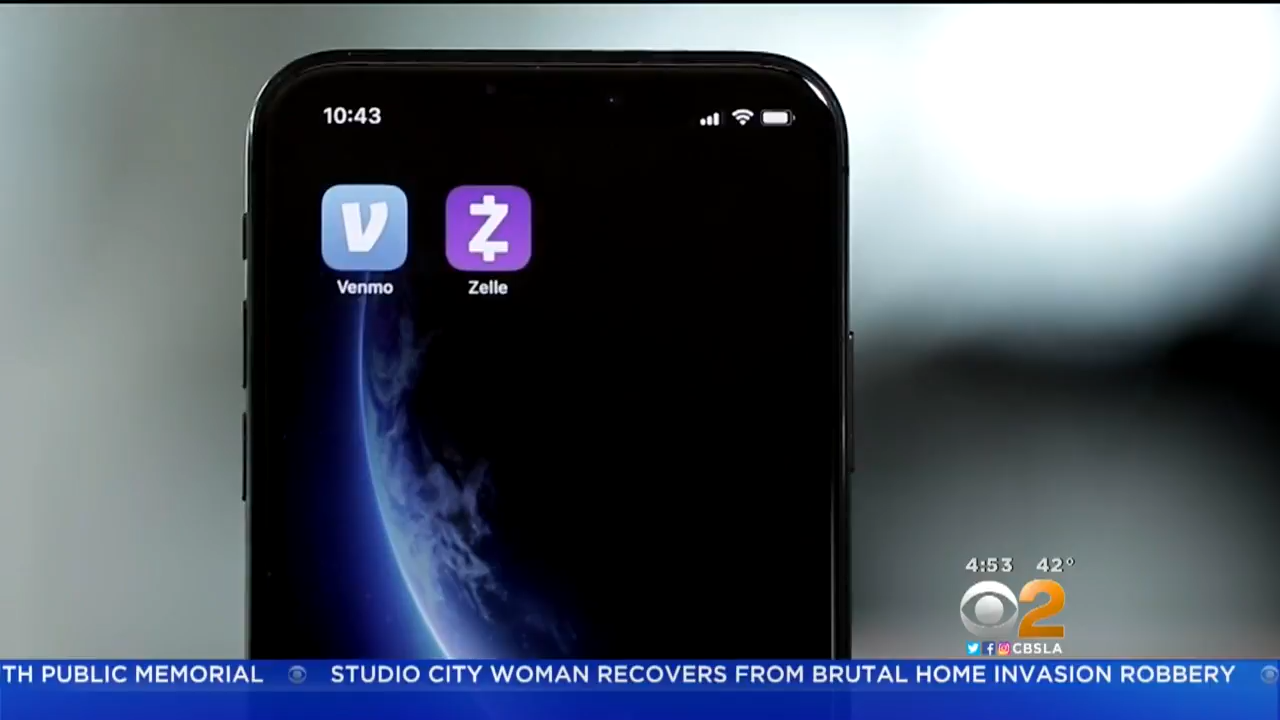 10:43
Venmo
Zelle
4:53 42°
2
CBSLA
TH PUBLIC MEMORIAL STUDIO CITY WOMAN RECOVERS FROM BRUTAL HOME INVASION ROBBERY